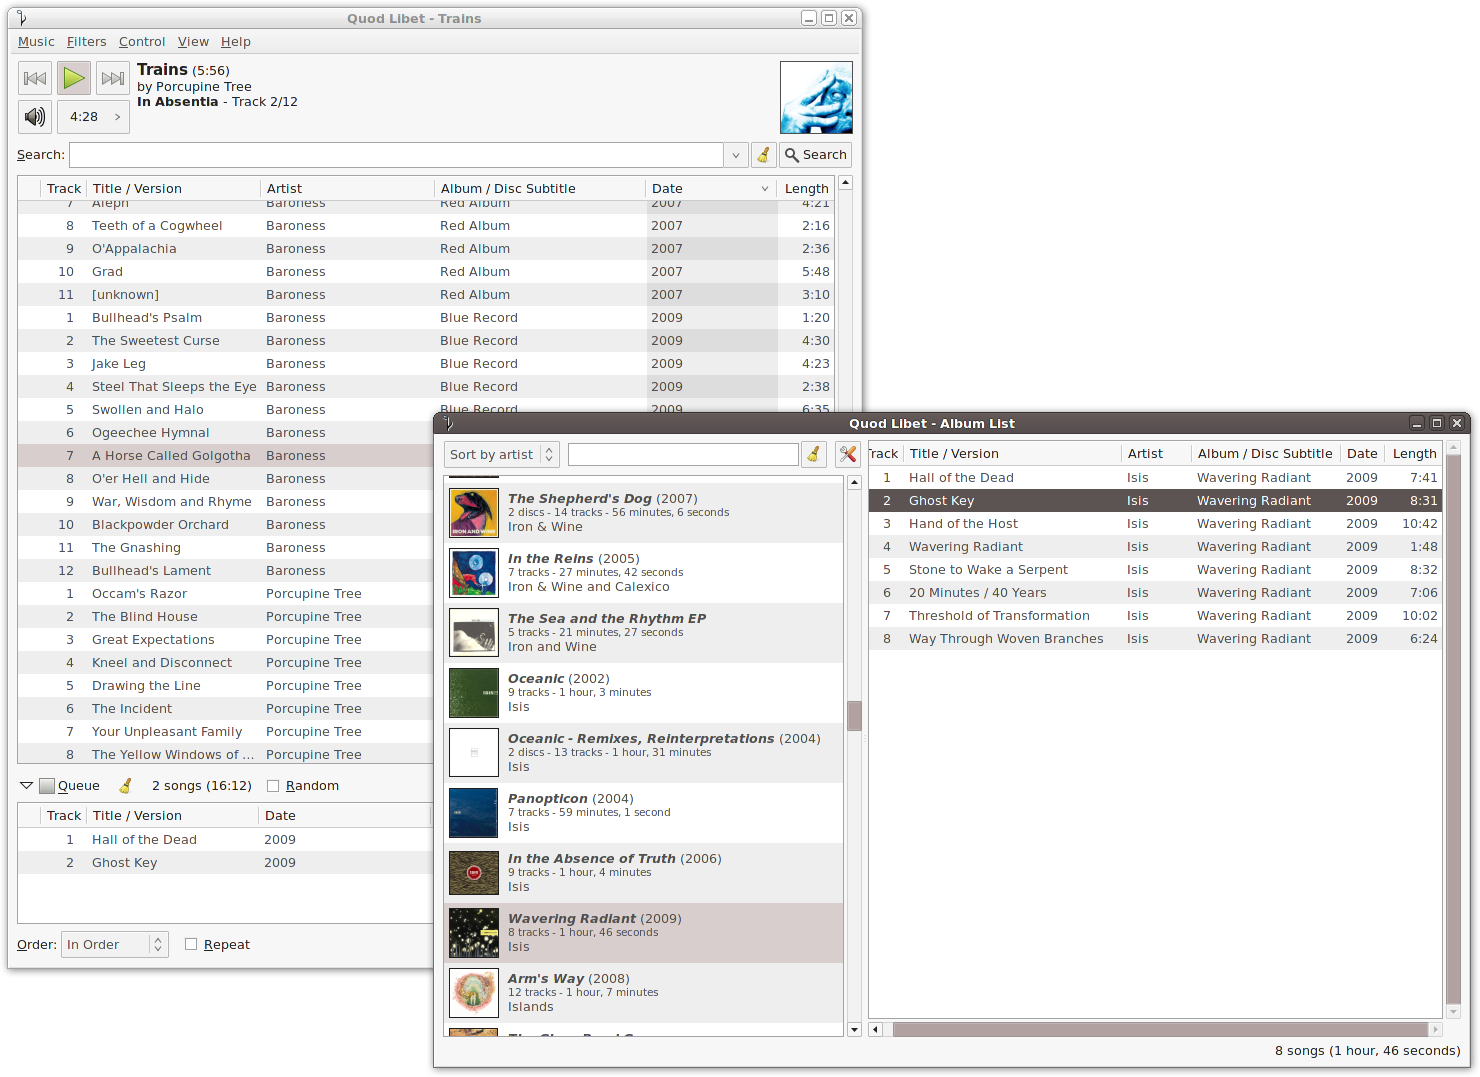 Quod Libet - Trains
Music Filters Control View Help
Trains (5:56)
by Porcupine Tree
In Absentia - Track 2/12
4:28
Search: Search
Track Title / Version Artist Album / Disc Subtitle Date Length
7 Aleph Baroness Red Album 2007 4:21
8 Teeth of a Cogwheel Baroness Red Album 2007 2:16
9 O'Appalachia Baroness Red Album 2007 2:36
10 Grad Baroness Red Album 2007 5:48
11 [unknown] Baroness Red Album 2007 3:10
1 Bullhead's Psalm Baroness Blue Record 2009 1:20
2 The Sweetest Curse Baroness Blue Record 2009 4:30
3 Jake Leg Baroness Blue Record 2009 4:23
4 Steel That Sleeps the Eye Baroness Blue Record 2009 2:38
5 Swollen and Halo Baroness Blue Record 2009 6:35
6 Ogeechee Hymnal Baroness
7 A Horse Called Golgotha Baroness
8 O'er Hell and Hide Baroness
9 War, Wisdom and Rhyme Baroness
10 Blackpowder Orchard Baroness
11 The Gnashing Baroness
12 Bullhead's Lament Baroness
1 Occam's Razor Porcupine Tree
2 The Blind House Porcupine Tree
3 Great Expectations Porcupine Tree
4 Kneel and Disconnect Porcupine Tree
5 Drawing the Line Porcupine Tree
6 The Incident Porcupine Tree
7 Your Unpleasant Family Porcupine Tree
8 The Yellow Windows of ... Porcupine Tree
Queue 2 songs (16:12) Random
Track Title / Version Date
1 Hall of the Dead 2009
2 Ghost Key 2009
Order: In Order Repeat
Quod Libet - Album List
Sort by artist
The Shepherd's Dog (2007)
2 discs - 14 tracks - 56 minutes, 6 seconds
Iron & Wine
IRON AND WINE
In the Reins (2005)
7 tracks - 27 minutes, 42 seconds
Iron & Wine and Calexico
The Sea and the Rhythm EP
5 tracks - 21 minutes, 27 seconds
Iron and Wine
Oceanic (2002)
9 tracks - 1 hour, 3 minutes
Isis
Oceanic - Remixes, Reinterpretations (2004)
2 discs - 13 tracks - 1 hour, 31 minutes
Isis
Panopticon (2004)
7 tracks - 59 minutes, 1 second
Isis
In the Absence of Truth (2006)
9 tracks - 1 hour, 4 minutes
Isis
Wavering Radiant (2009)
8 tracks - 1 hour, 46 seconds
Isis
Arm's Way (2008)
12 tracks - 1 hour, 7 minutes
Islands
Track Title / Version Artist Album / Disc Subtitle Date Length
1 Hall of the Dead Isis Wavering Radiant 2009 7:41
2 Ghost Key Isis Wavering Radiant 2009 8:31
3 Hand of the Host Isis Wavering Radiant 2009 10:42
4 Wavering Radiant Isis Wavering Radiant 2009 1:48
5 Stone to Wake a Serpent Isis Wavering Radiant 2009 8:32
6 20 Minutes / 40 Years Isis Wavering Radiant 2009 7:06
7 Threshold of Transformation Isis Wavering Radiant 2009 10:02
8 Way Through Woven Branches Isis Wavering Radiant 2009 6:24
8 songs (1 hour, 46 seconds)